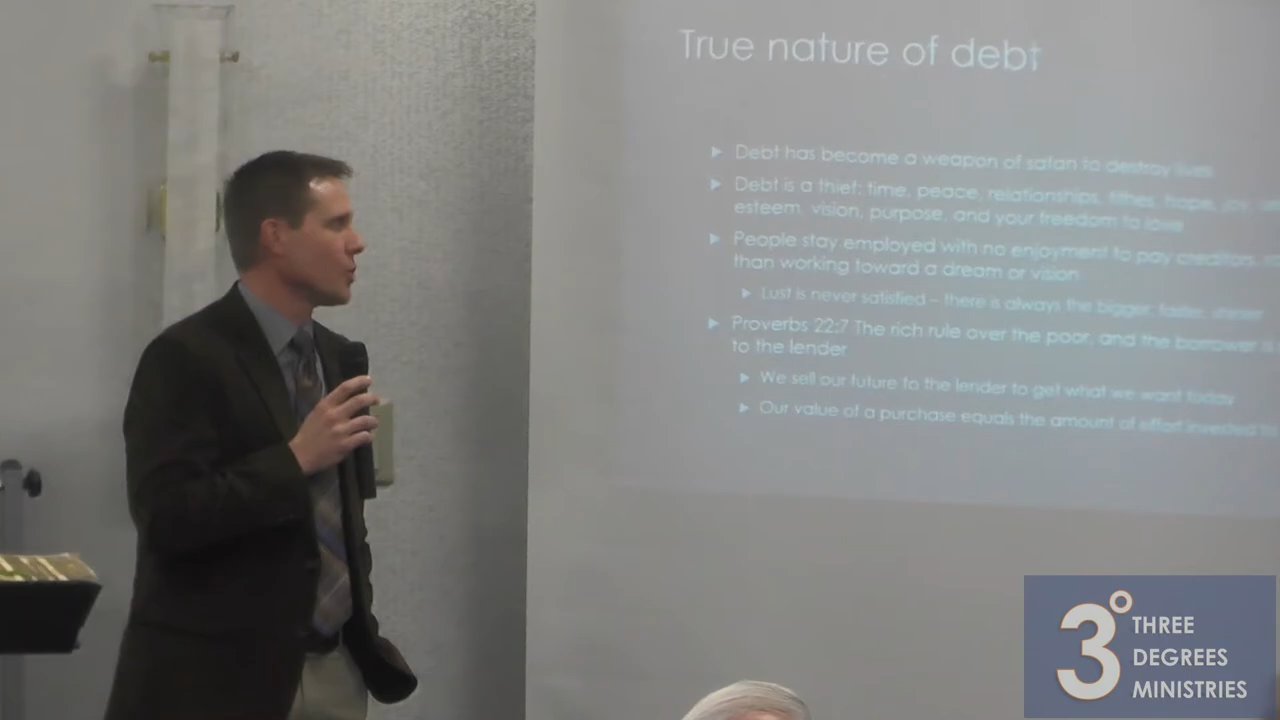 True nature of debt
Debt has become a weapon of satan to destroy lives
Debt is a thief: time, peace, relationships, tithes, hope, joy,
esteem, vision, purpose, and your freedom to
People stay employed with no enjoyment to pay creditors,
than working toward a dream or vision
Lust is never satisfied – there is always the bigger, faster,
Proverbs 22:7 The rich rule over the poor, and the borrower is
to the lender
We sell our future to the lender to get what we want today
Our value of a purchase equals the amount of effort invested
3°
THREE
DEGREES
MINISTRIES